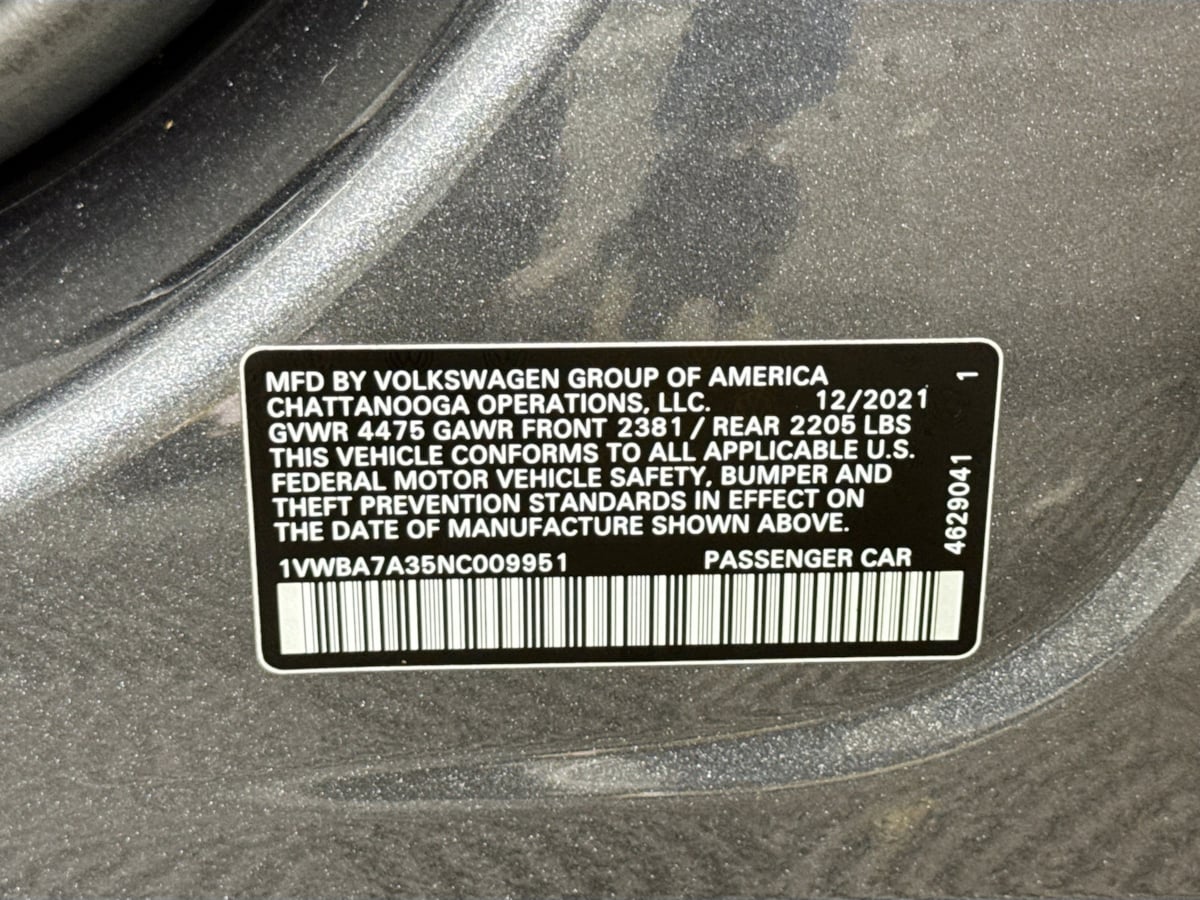 MFD BY VOLKSWAGEN GROUP OF AMERICA
CHATTANOOGA OPERATIONS, LLC. 12/2021
GVWR 4475 GAWR FRONT 2381 / REAR 2205 LBS
THIS VEHICLE CONFORMS TO ALL APPLICABLE U.S.
FEDERAL MOTOR VEHICLE SAFETY, BUMPER AND
THEFT PREVENTION STANDARDS IN EFFECT ON
THE DATE OF MANUFACTURE SHOWN ABOVE.
1VWBA7A35NC009951 PASSENGER CAR
4629041 1